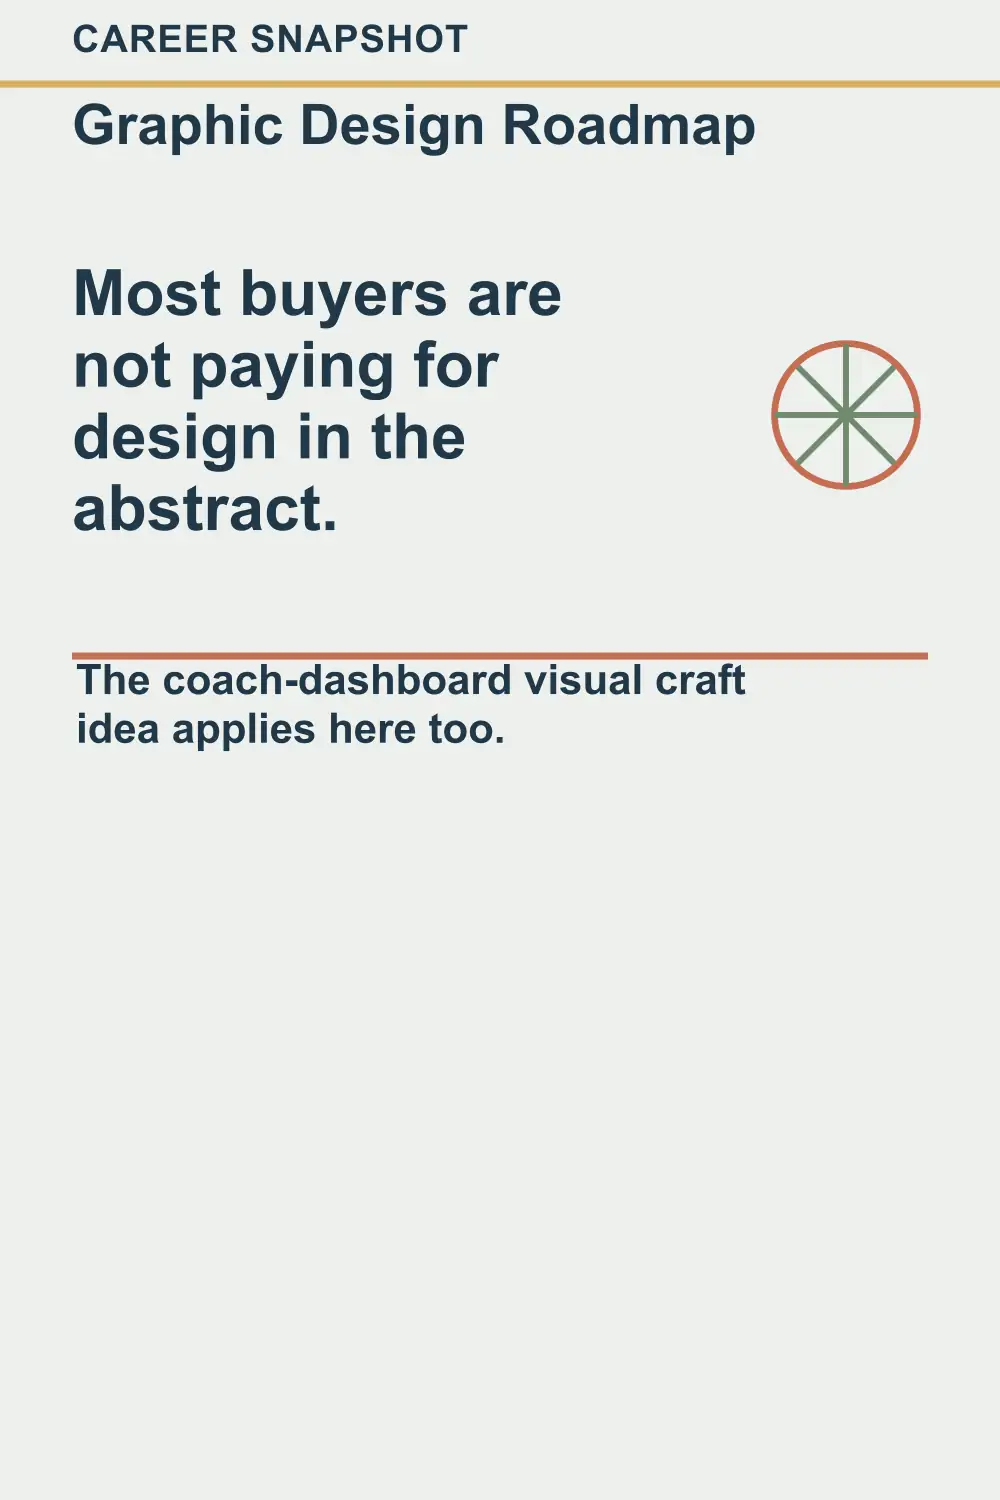 CAREER SNAPSHOT
Graphic Design Roadmap
Most buyers are
not paying for
design in the
abstract.
The coach-dashboard visual craft
idea applies here too.